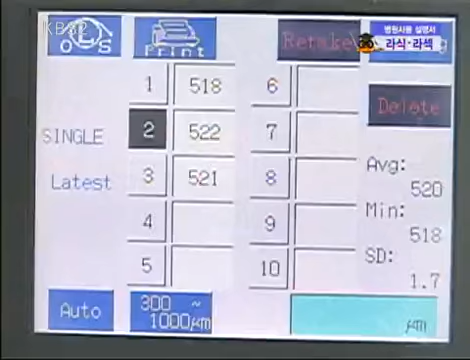 KBS2
O S
Print
Retake
병원사용 설명서
라식·라섹
1 518 6
Delete
SINGLE 2 522 7
Latest 3 521 8
Avg:
520
4 9
Min:
518
5 10
SD:
1.7
Auto
300 ~
1000μm
μm